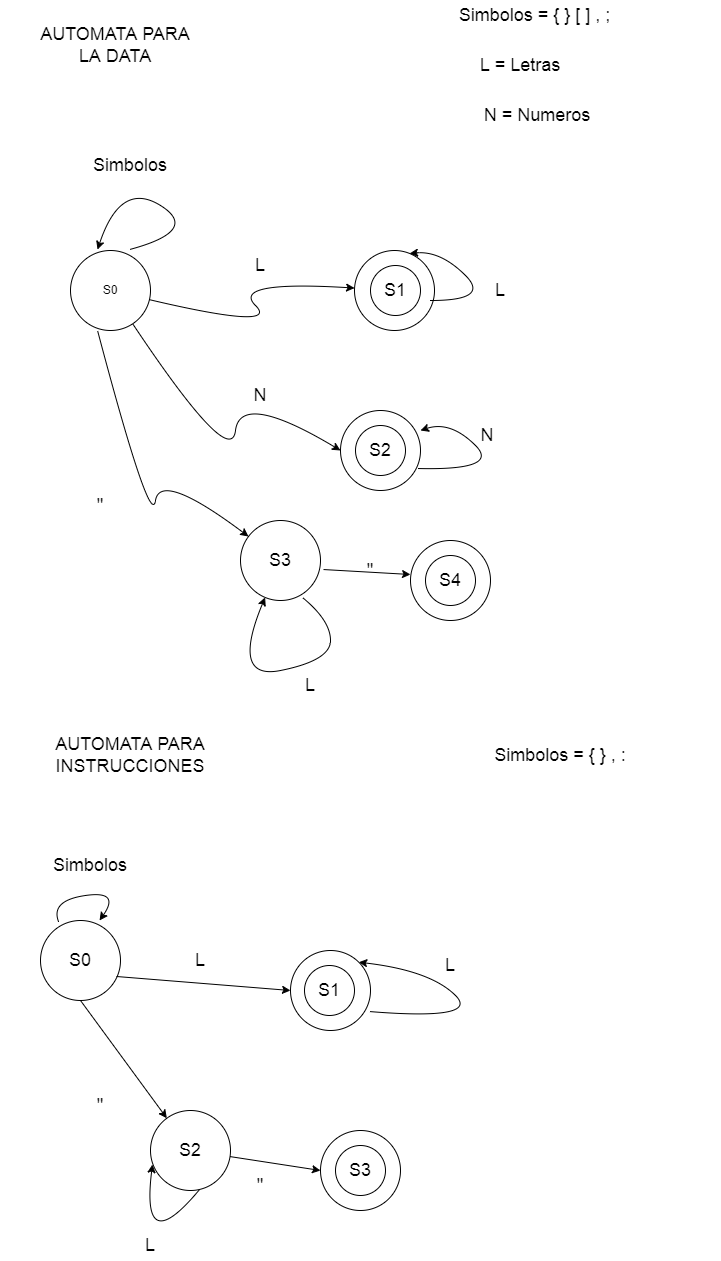 AUTOMATA PARA
LA DATA
Simbolos = { } [ ] , ;
L = Letras
N = Numeros
Simbolos
S0
L
S1
L
N
S2
N
"
S3
"
S4
L
AUTOMATA PARA
INSTRUCCIONES
Simbolos = { } , :
Simbolos
S0
L
S1
L
"
S2
"
S3
L